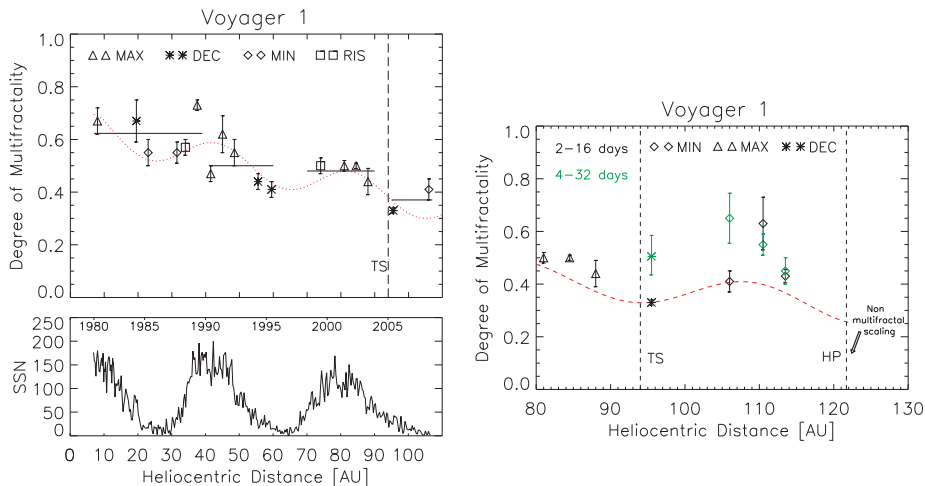 Voyager 1
Degree of Multifractality
1.0
0.8
0.6
0.4
0.2
0.0
MAX DEC MIN RIS
TS
1980 1985 1990 1995 2000 2005
SSN
250
200
150
100
50
0
0 10 20 30 40 50 60 70 80 90 100
Heliocentric Distance [AU]
Voyager 1
Degree of Multifractality
1.0
0.8
0.6
0.4
0.2
0.0
2-16 days MIN MAX DEC
4-32 days
TS
HP
Non
multifractal
scaling
80 90 100 110 120 130
Heliocentric Distance [AU]